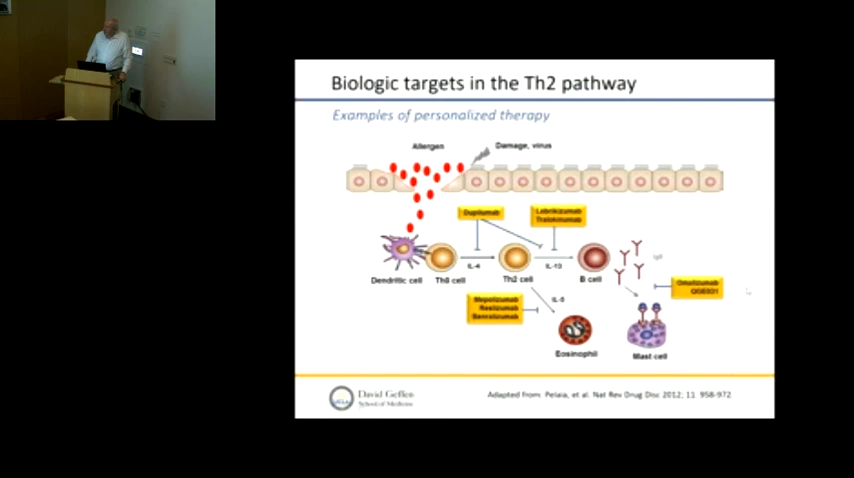 Biologic targets in the Th2 pathway
Examples of personalized therapy
Allergen
Damage, virus
Dupilumab
Lebrikizumab
Tralokinumab
IL-4
IL-13
IgE
Dendritic cell
Th0 cell
Th2 cell
B cell
Omalizumab
QGE031
Mepolizumab
Reslizumab
Benralizumab
IL-5
Eosinophil
Mast cell
David Geffen
School of Medicine
UCLA
Adapted from: Pelaia, et al. Nat Rev Drug Disc 2012; 11: 958-972